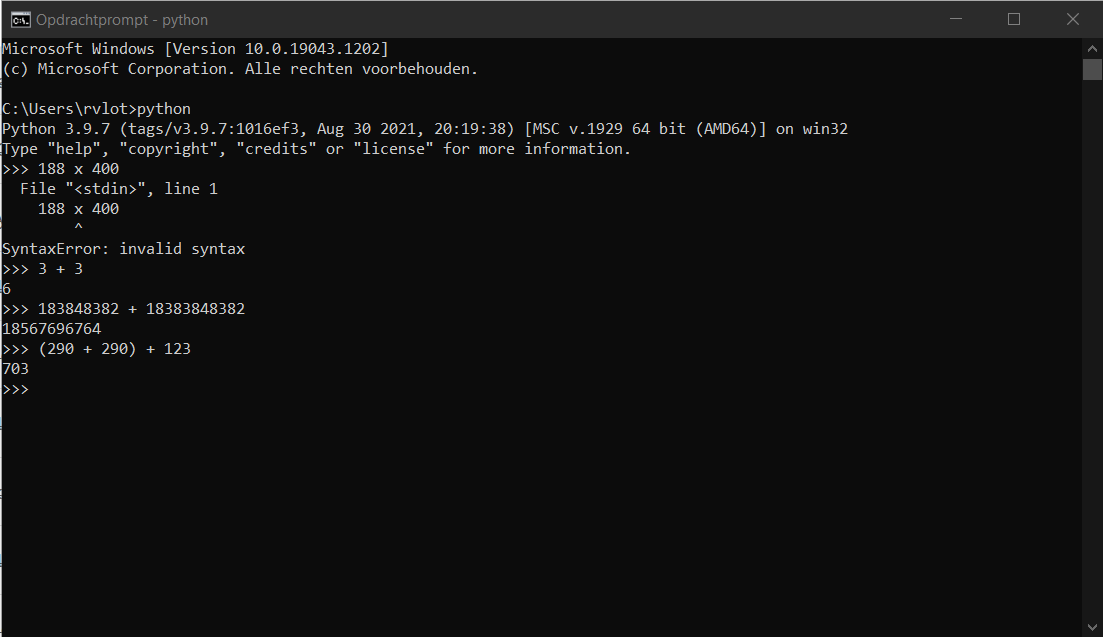 Opdrachtprompt - python
Microsoft Windows [Version 10.0.19043.1202]
(c) Microsoft Corporation. Alle rechten voorbehouden.
C:\Users\rvlot>python
Python 3.9.7 (tags/v3.9.7:1016ef3, Aug 30 2021, 20:19:38) [MSC v.1929 64 bit (AMD64)] on win32
Type "help", "copyright", "credits" or "license" for more information.
>>> 188 x 400
  File "<stdin>", line 1
    188 x 400
        ^
SyntaxError: invalid syntax
>>> 3 + 3
6
>>> 183848382 + 18383848382
18567696764
>>> (290 + 290) + 123
703
>>>